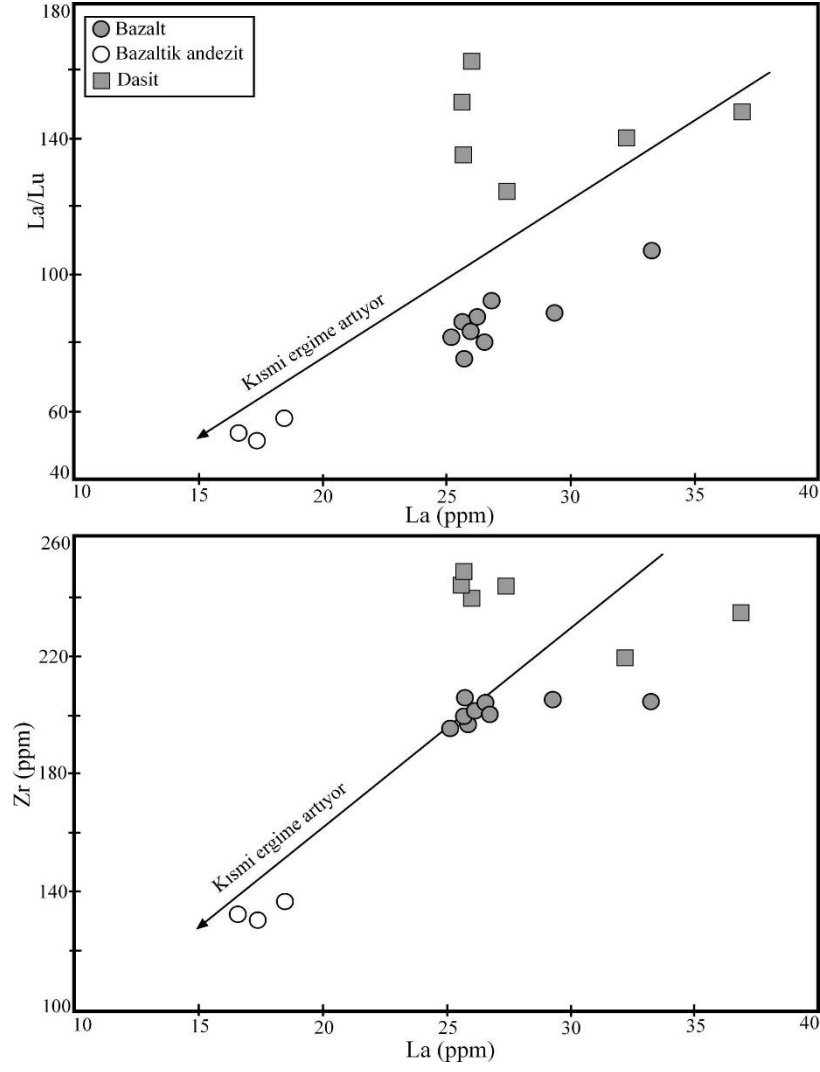 180
Bazalt
Bazaltik andezit
Dasit
140
La/Lu
100
Kısmi ergime artıyor
60
40
10 15 20 25 30 35 40
La (ppm)
260
220
Zr (ppm)
180
Kısmi ergime artıyor
140
100
10 15 20 25 30 35 40
La (ppm)